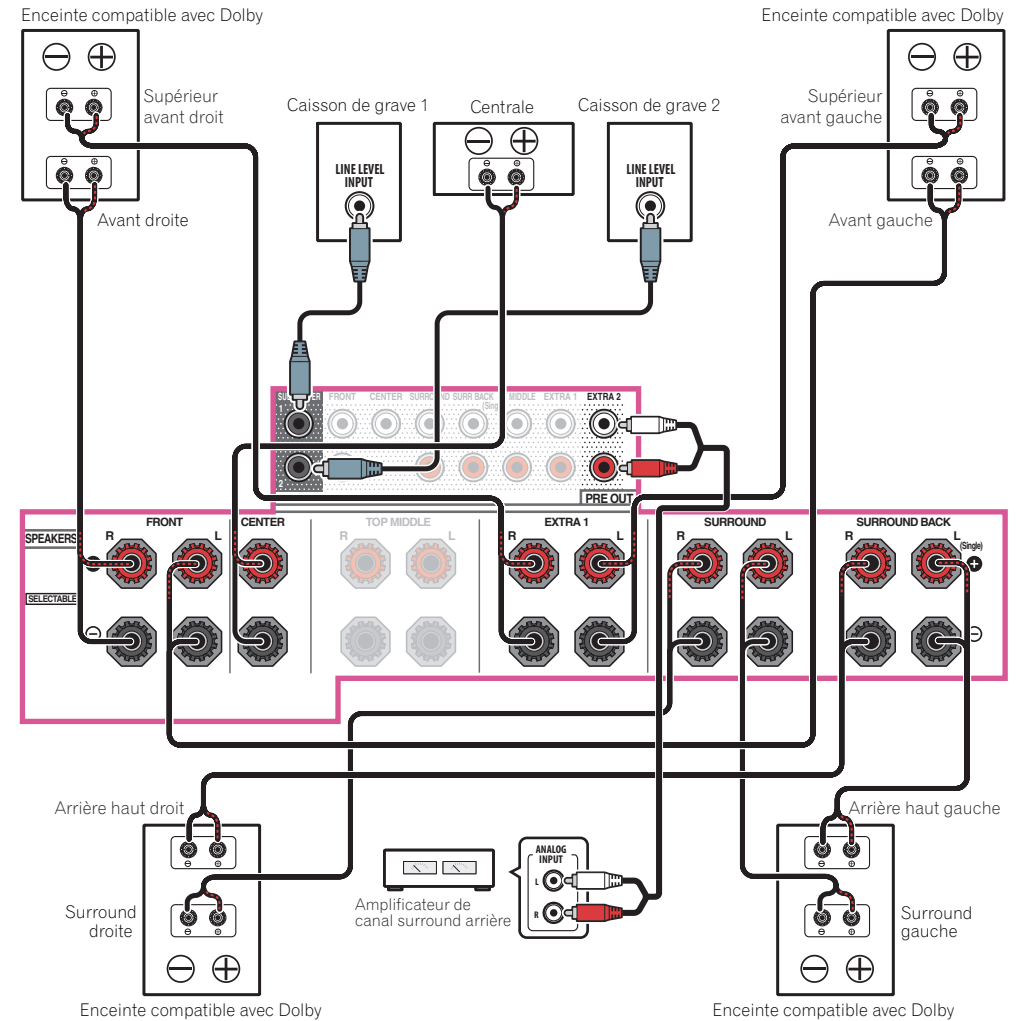 Enceinte compatible avec Dolby
Enceinte compatible avec Dolby
Supérieur
avant droit
Caisson de grave 1
Centrale
Caisson de grave 2
Supérieur
avant gauche
LINE LEVEL
INPUT
LINE LEVEL
INPUT
Avant droite
Avant gauche
FRONT
CENTER
SURROUND
SURR BACK
(Single)
MIDDLE
EXTRA 1
EXTRA 2
1
2
PRE OUT
SPEAKERS
FRONT
CENTER
TOP MIDDLE
EXTRA 1
SURROUND
SURROUND BACK
R
L
R
L
R
L
R
L
R
L
(Single)
SELECTABLE
Arrière haut droit
Arrière haut gauche
ANALOG
INPUT
L
R
Amplificateur de
canal surround arrière
Surround
droite
Surround
gauche
Enceinte compatible avec Dolby
Enceinte compatible avec Dolby